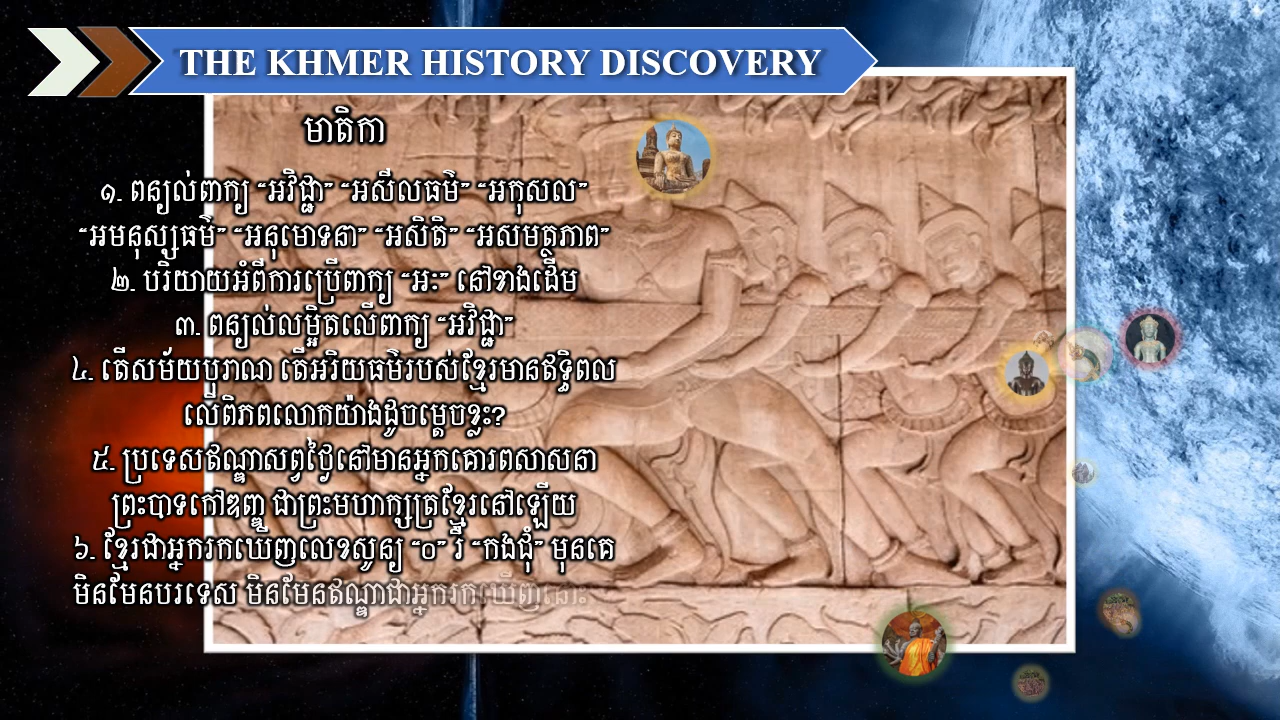 THE KHMER HISTORY DISCOVERY
មាតិកា
១. ពន្យល់ពាក្យ “អវិជ្ជា” “អសីលធម៌” “អកុសល”
“អមនុស្សធម៌” “អនុមោទនា” “អសិតិ” “អសមត្ថភាព”
២. បរិយាយអំពីការប្រើពាក្យ “អៈ” នៅខាងដើម
៣. ពន្យល់លម្អិតលើពាក្យ “អវិជ្ជា”
៤. តើសម័យបុរាណ តើអរិយធម៌របស់ខ្មែរមានឥទ្ធិពល
លើពិភពលោកយ៉ាងដូចម្ដេចខ្លះ?
៥. ប្រទេសឥណ្ឌាសព្វថ្ងៃនៅមានអ្នកគោរពសាសនា
ព្រះបាទកៅឌញ្ញ ជាព្រះមហាក្សត្រខ្មែរនៅឡើយ
៦. ខ្មែរជាអ្នករកឃើញលេខសូន្យ “០” រឺ “កងជុំ” មុនគេ
មិនមែនបរទេស មិនមែនឥណ្ឌាជាអ្នករកឃើញនោះ